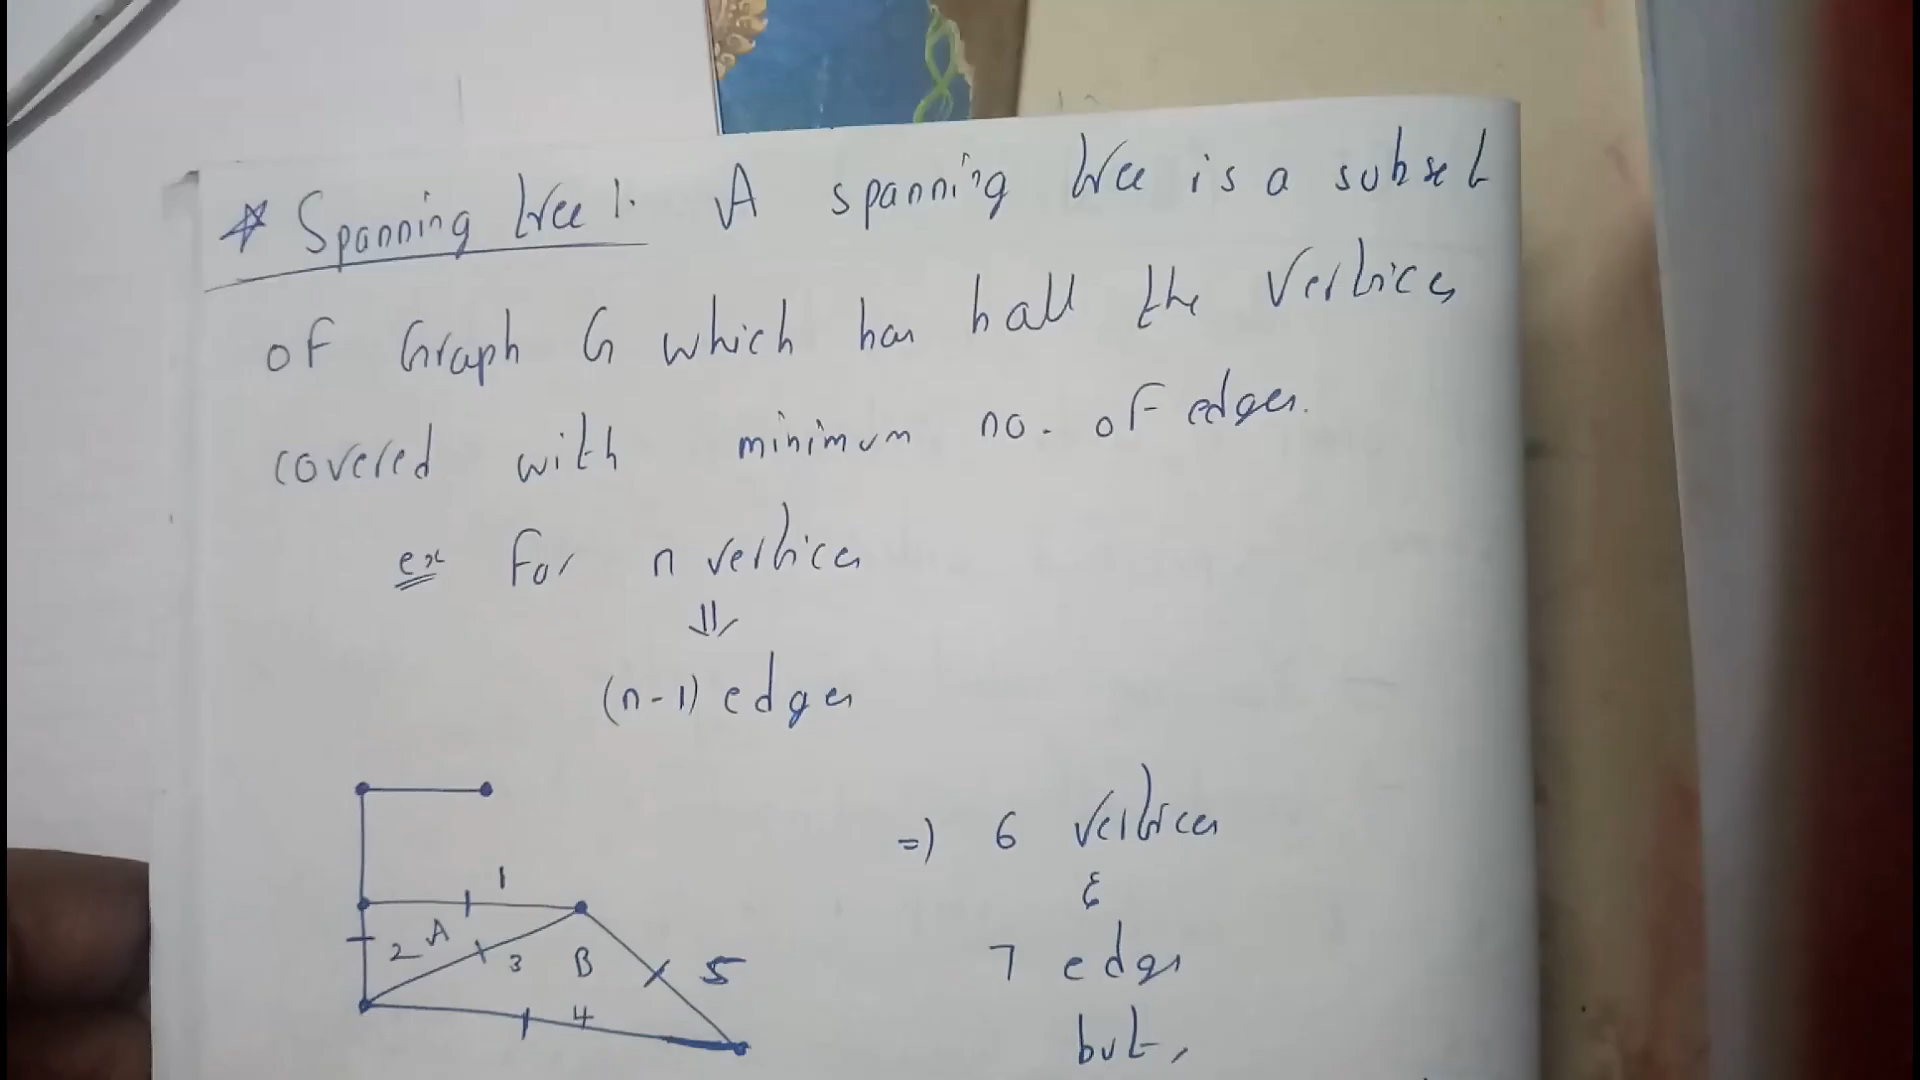 * Spanning tree :- A spanning tree is a subset
of Graph G which has hall the vertices
covered with minimum no. of edges.
ex For n vertices
⇓
(n-1) edges
=) 6 vertices
&
7 edges
but,
1
2 A 3 B 5
4